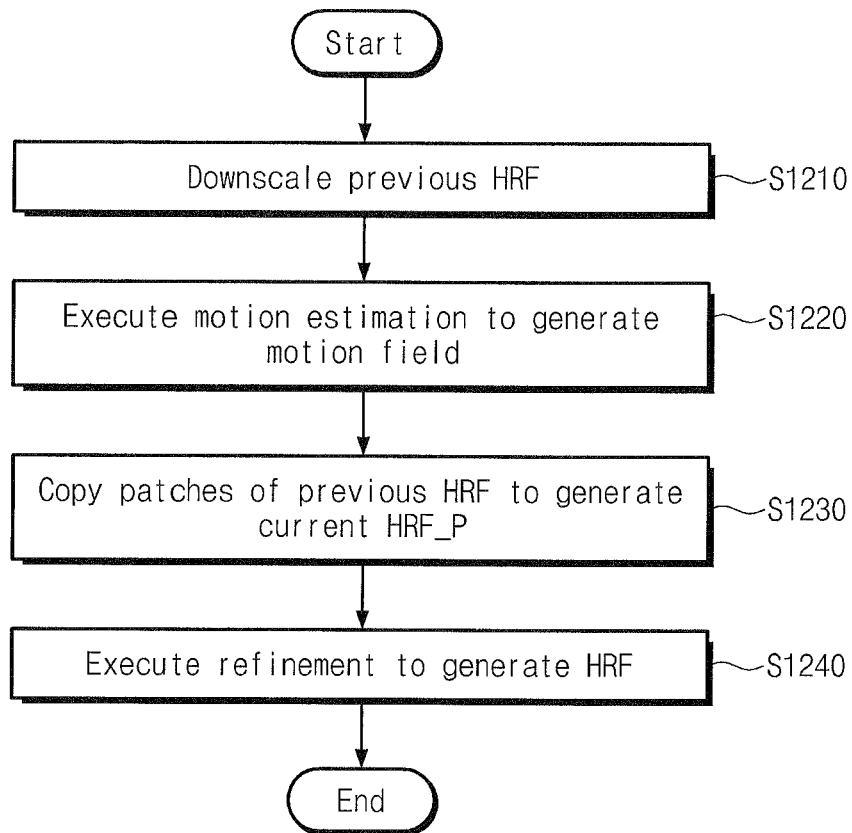 Start
Downscale previous HRF
S1210
Execute motion estimation to generate
motion field
S1220
Copy patches of previous HRF to generate
current HRF_P
S1230
Execute refinement to generate HRF
S1240
End